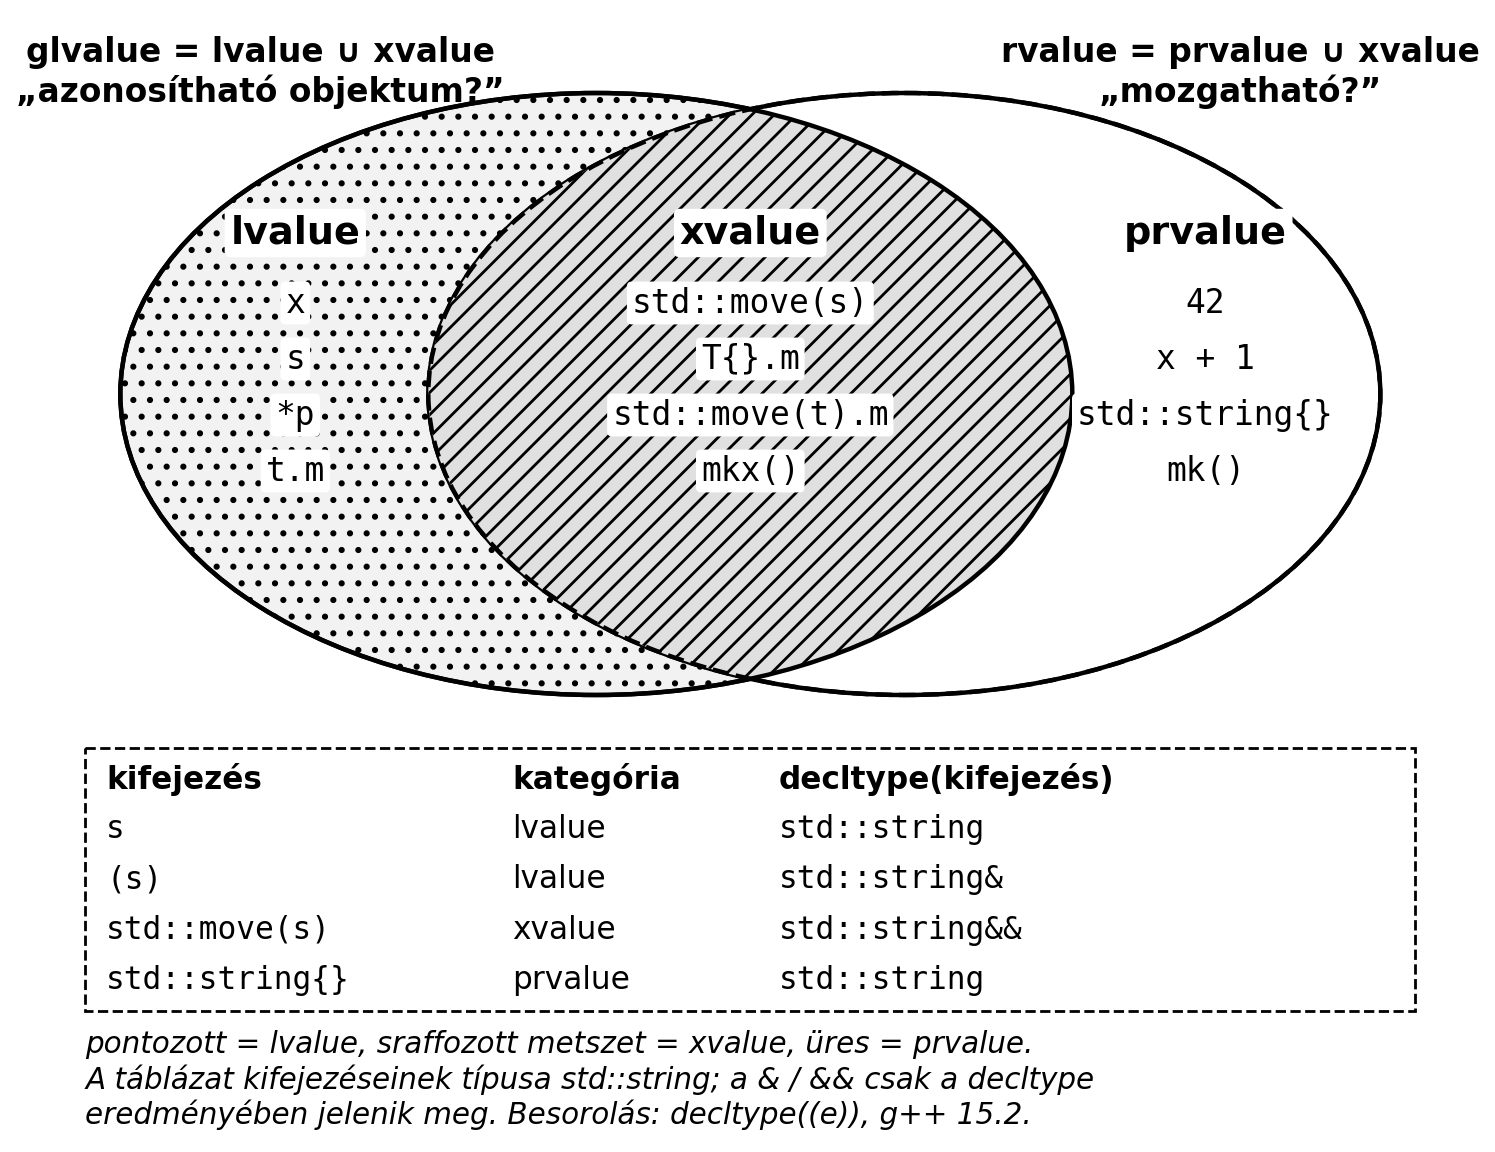 glvalue = lvalue ∪ xvalue
„azonosítható objektum?”
rvalue = prvalue ∪ xvalue
„mozgatható?”
lvalue
x
s
*p
t.m
xvalue
std::move(s)
T{}.m
std::move(t).m
mkx()
prvalue
42
x + 1
std::string{}
mk()
kifejezés kategória decltype(kifejezés)
s lvalue std::string
(s) lvalue std::string&
std::move(s) xvalue std::string&&
std::string{} prvalue std::string
pontozott = lvalue, sraffozott metszet = xvalue, üres = prvalue.
A táblázat kifejezéseinek típusa std::string; a & / && csak a decltype
eredményében jelenik meg. Besorolás: decltype((e)), g++ 15.2.